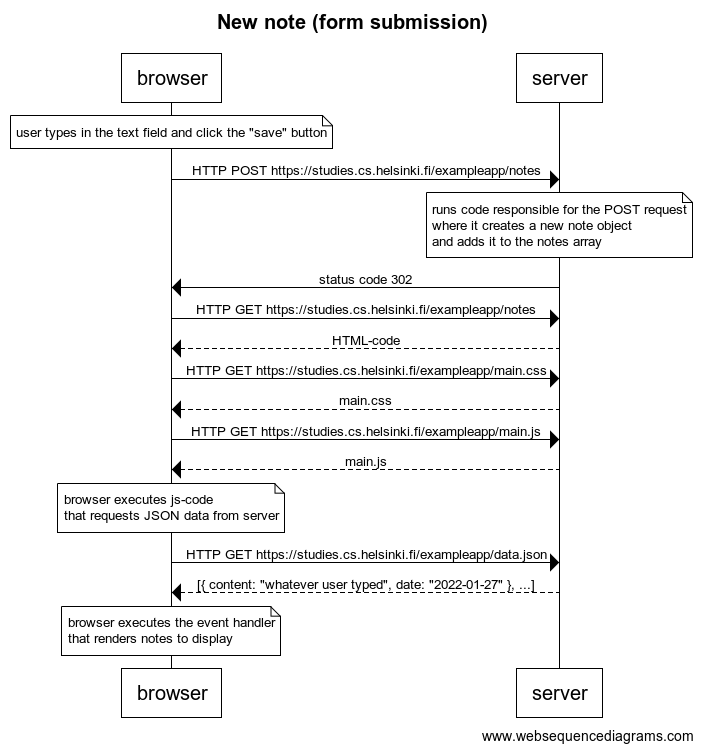 New note (form submission)
browser
server
user types in the text field and click the "save" button
HTTP POST https://studies.cs.helsinki.fi/exampleapp/notes
runs code responsible for the POST request
where it creates a new note object
and adds it to the notes array
status code 302
HTTP GET https://studies.cs.helsinki.fi/exampleapp/notes
HTML-code
HTTP GET https://studies.cs.helsinki.fi/exampleapp/main.css
main.css
HTTP GET https://studies.cs.helsinki.fi/exampleapp/main.js
main.js
browser executes js-code
that requests JSON data from server
HTTP GET https://studies.cs.helsinki.fi/exampleapp/data.json
[{ content: "whatever user typed", date: "2022-01-27" }, ...]
browser executes the event handler
that renders notes to display
browser
server
www.websequencediagrams.com